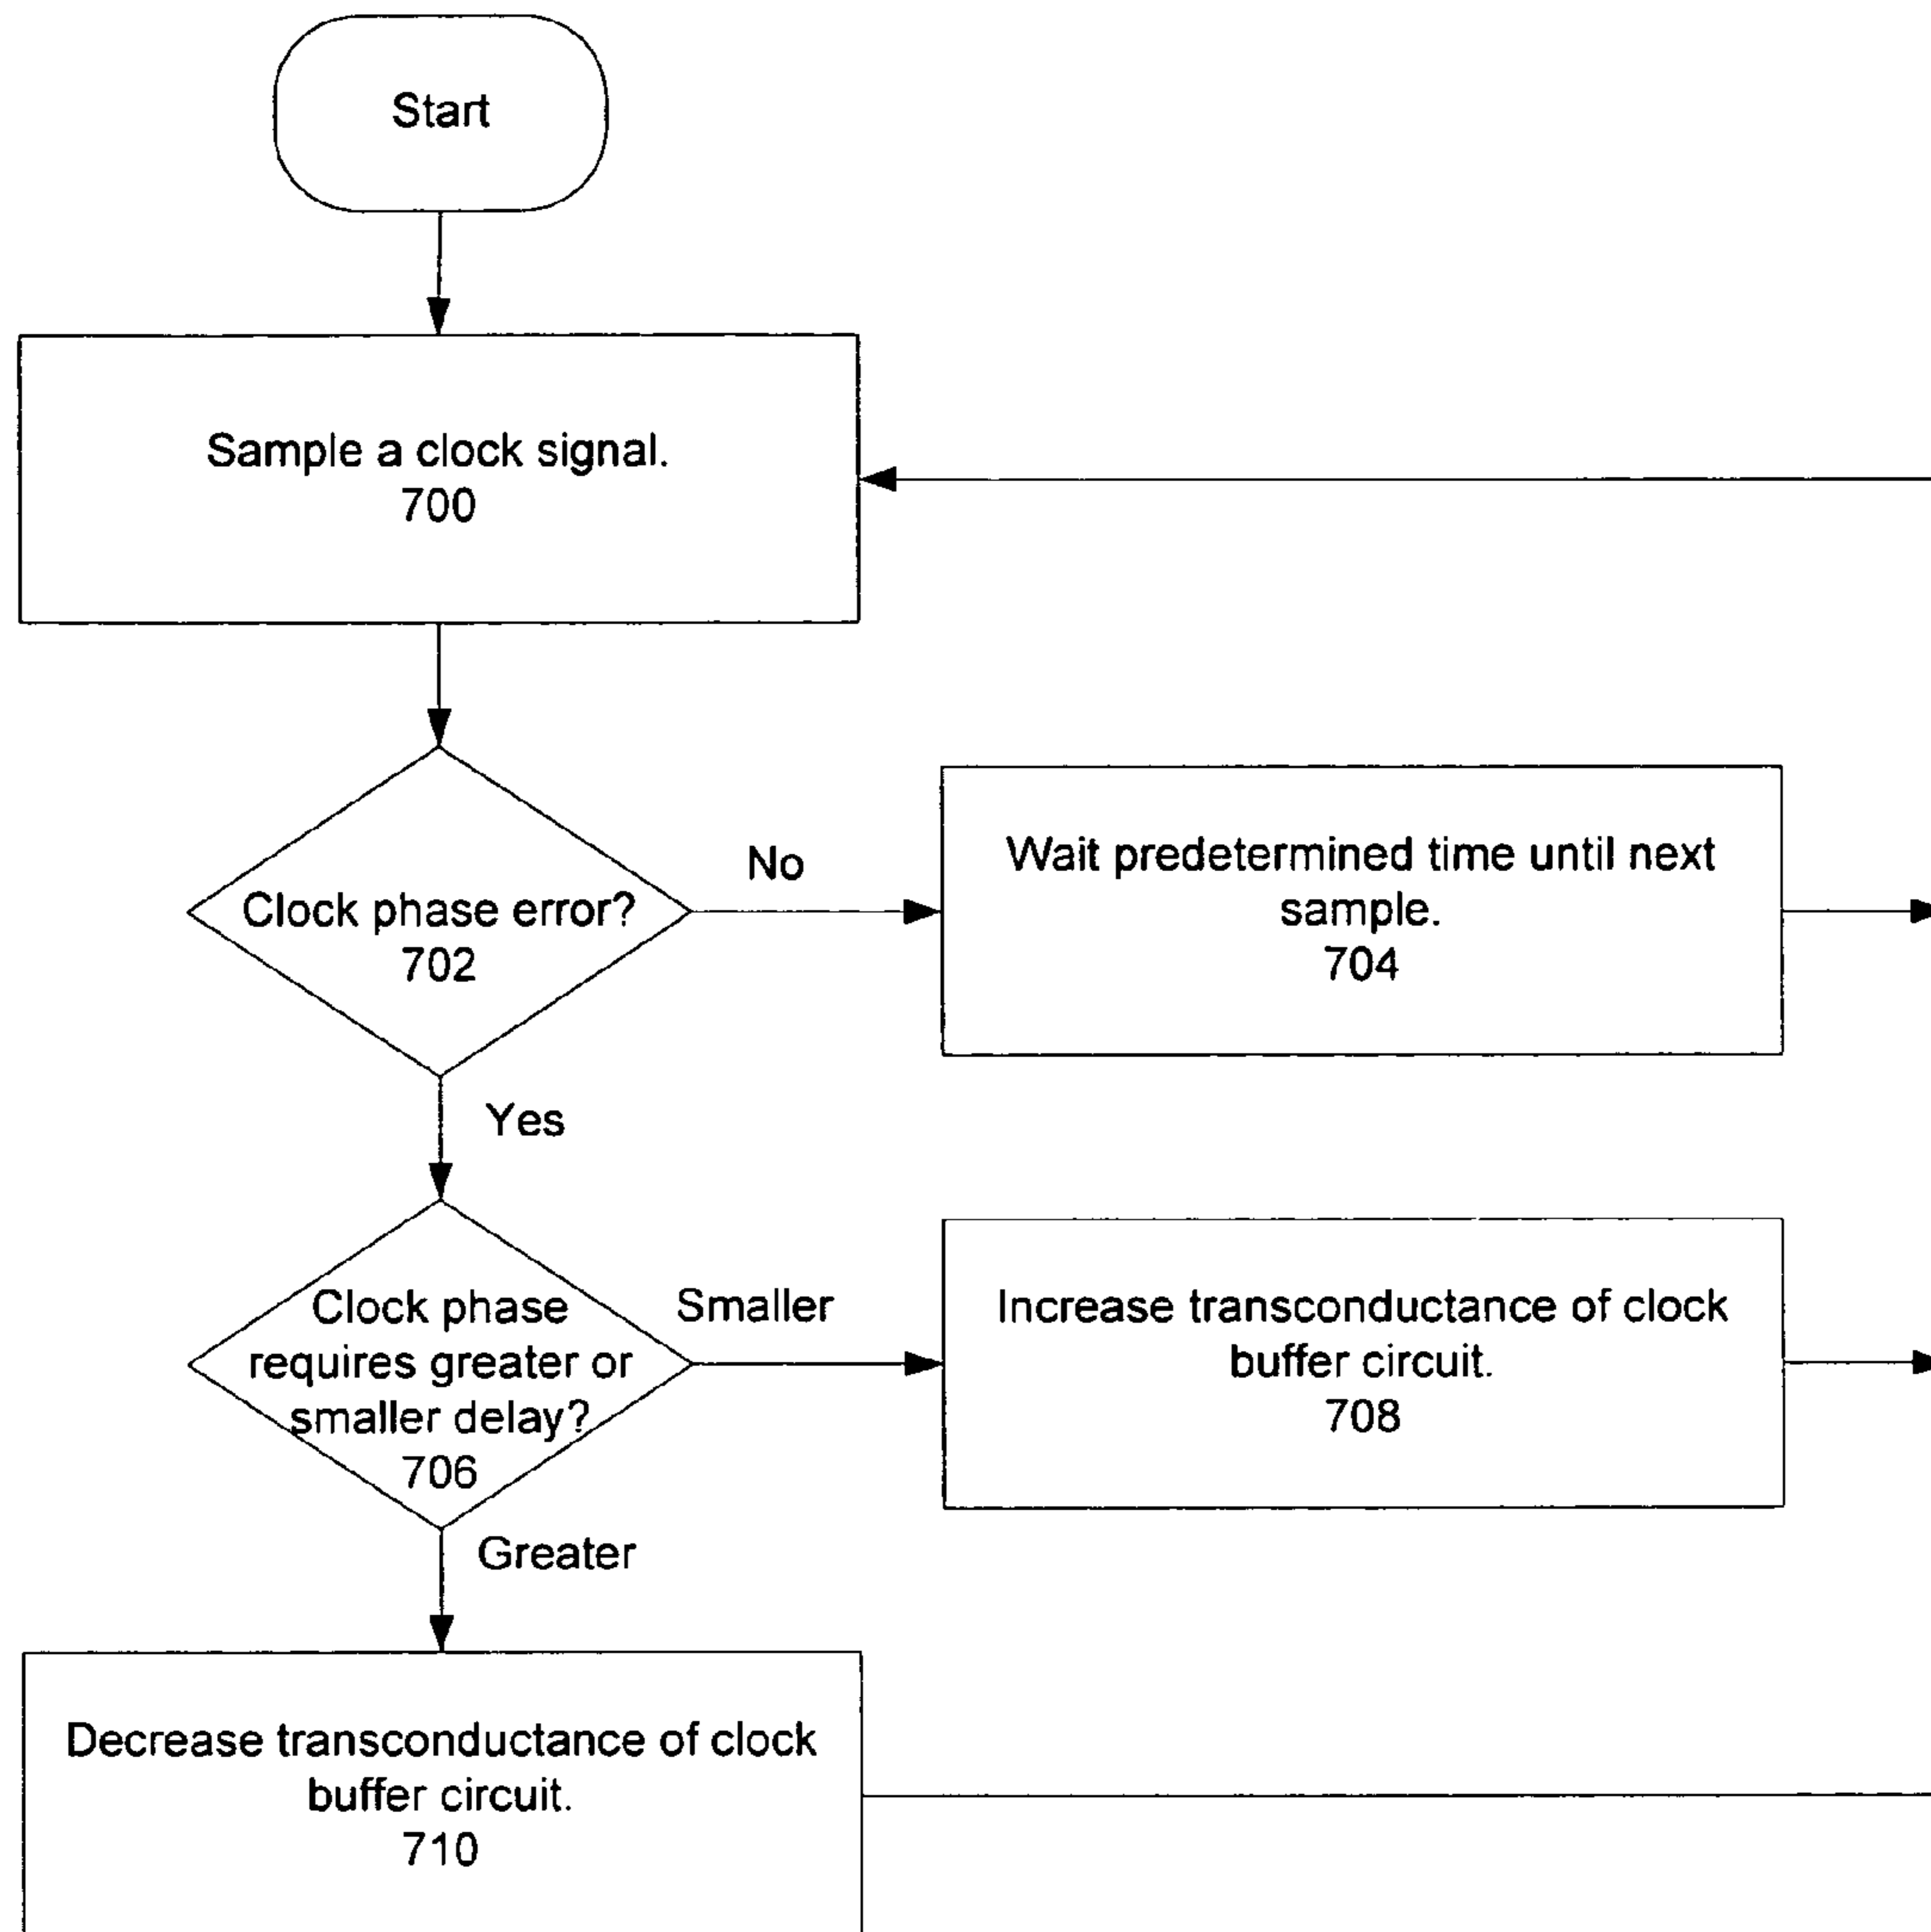 Start
Sample a clock signal.
700
Clock phase error?
702
No
Wait predetermined time until next
sample.
704
Yes
Clock phase
requires greater or
smaller delay?
706
Smaller
Increase transconductance of clock
buffer circuit.
708
Greater
Decrease transconductance of clock
buffer circuit.
710